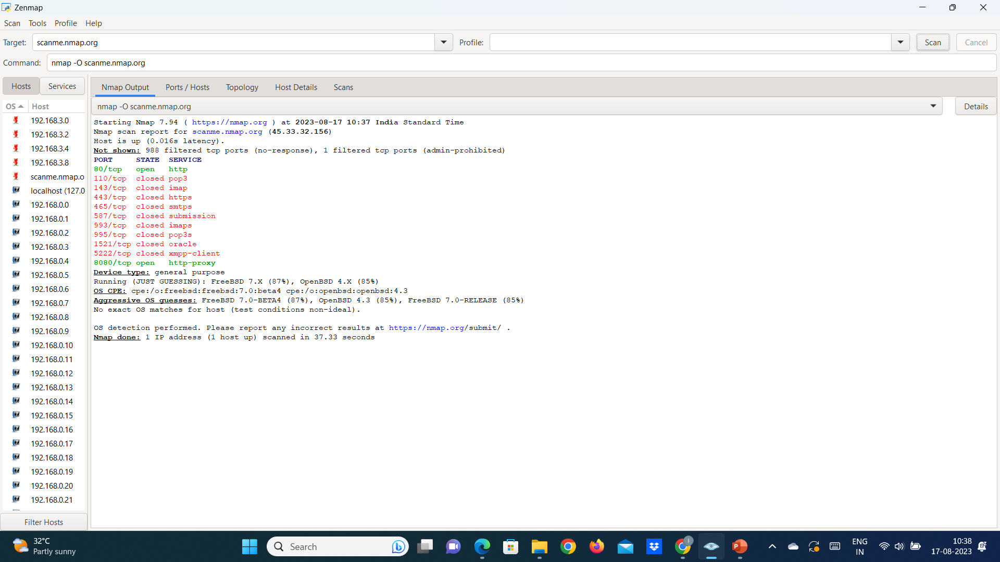 Zenmap
Scan Tools Profile Help
Target: scanme.nmap.org Profile: Scan Cancel
Command: nmap -O scanme.nmap.org
Hosts Services
OS Host
192.168.3.0
192.168.3.2
192.168.3.4
192.168.3.8
scanme.nmap.o
localhost (127.0
192.168.0.0
192.168.0.1
192.168.0.2
192.168.0.3
192.168.0.4
192.168.0.5
192.168.0.6
192.168.0.7
192.168.0.8
192.168.0.9
192.168.0.10
192.168.0.11
192.168.0.12
192.168.0.13
192.168.0.14
192.168.0.15
192.168.0.16
192.168.0.17
192.168.0.18
192.168.0.19
192.168.0.20
192.168.0.21
Filter Hosts
Nmap Output Ports / Hosts Topology Host Details Scans
nmap -O scanme.nmap.org Details
Starting Nmap 7.94 ( https://nmap.org ) at 2023-08-17 10:37 India Standard Time
Nmap scan report for scanme.nmap.org (45.33.32.156)
Host is up (0.016s latency).
Not shown: 988 filtered tcp ports (no-response), 1 filtered tcp ports (admin-prohibited)
PORT STATE SERVICE
80/tcp open http
110/tcp closed pop3
143/tcp closed imap
443/tcp closed https
465/tcp closed smtps
587/tcp closed submission
993/tcp closed imaps
995/tcp closed pop3s
1521/tcp closed oracle
5222/tcp closed xmpp-client
8080/tcp open http-proxy
Device type: general purpose
Running (JUST GUESSING): FreeBSD 7.X (87%), OpenBSD 4.X (85%)
OS CPE: cpe:/o:freebsd:freebsd:7.0:beta4 cpe:/o:openbsd:openbsd:4.3
Aggressive OS guesses: FreeBSD 7.0-BETA4 (87%), OpenBSD 4.3 (85%), FreeBSD 7.0-RELEASE (85%)
No exact OS matches for host (test conditions non-ideal).
OS detection performed. Please report any incorrect results at https://nmap.org/submit/ .
Nmap done: 1 IP address (1 host up) scanned in 37.33 seconds
32°C
Partly sunny
Search
ENG
IN
10:38
17-08-2023